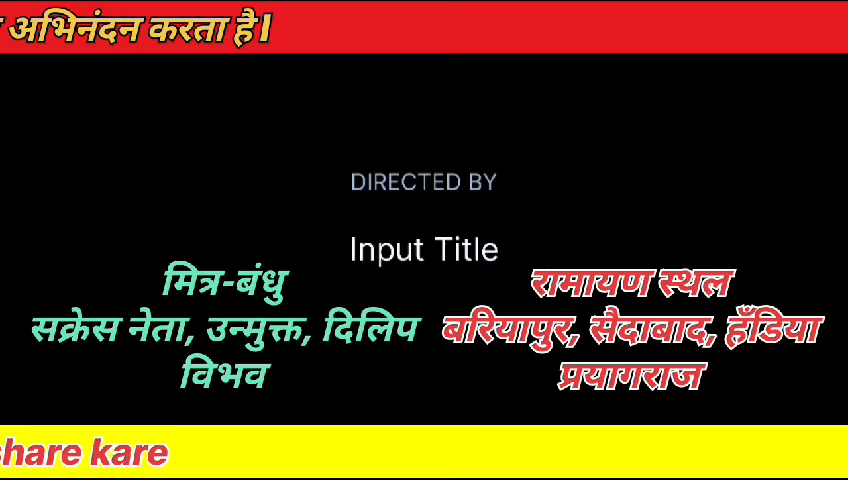 अभिनंदन करता है।
DIRECTED BY
Input Title
मित्र-बंधु
सक्रेस नेता, उन्मुक्त, दिलिप
विभव
रामायण स्थल
बरियापुर, सैदाबाद, हँडिया
प्रयागराज
share kare